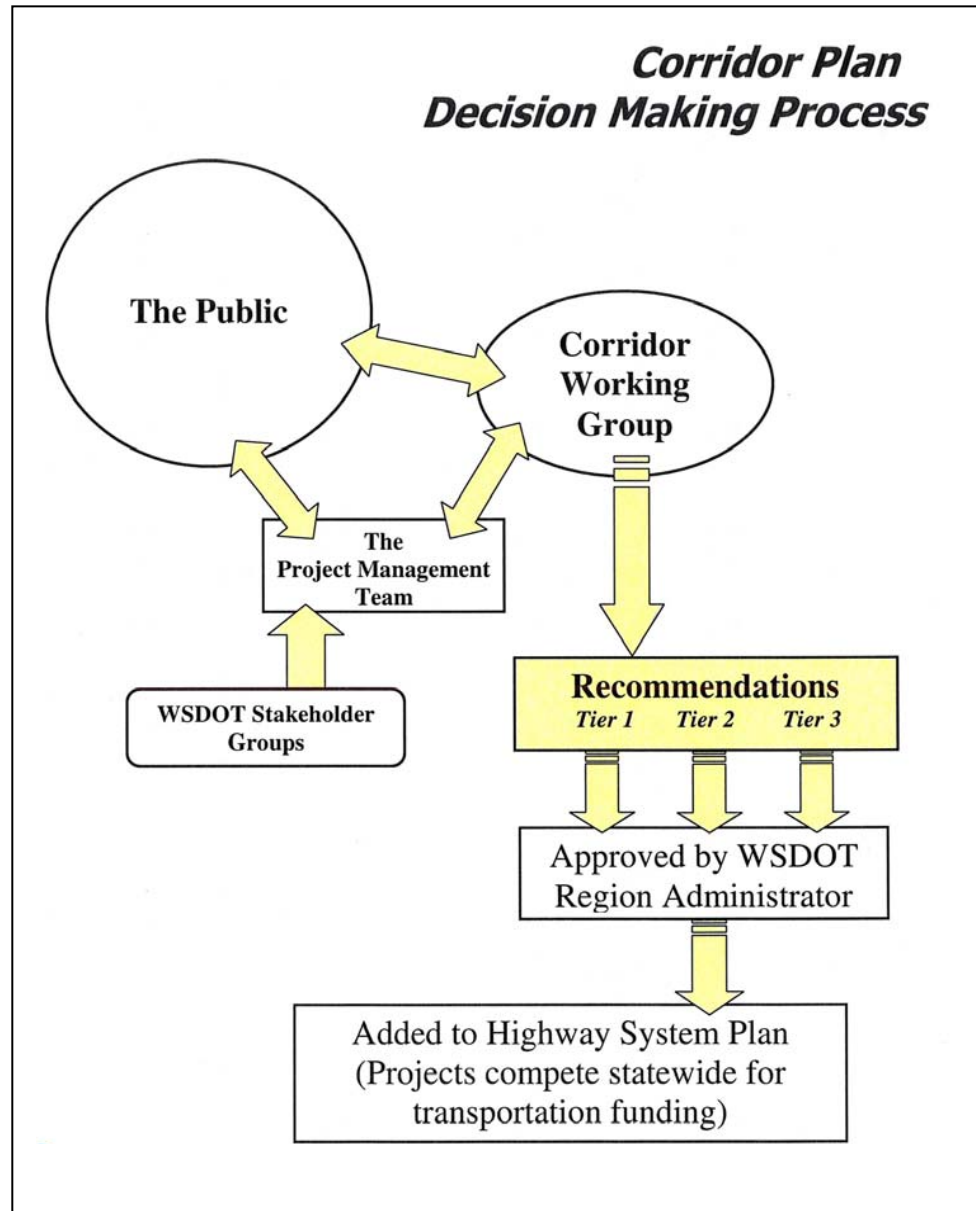 Corridor Plan
Decision Making Process
The Public
Corridor
Working
Group
The
Project Management
Team
WSDOT Stakeholder
Groups
Recommendations
Tier 1 Tier 2 Tier 3
Approved by WSDOT
Region Administrator
Added to Highway System Plan
(Projects compete statewide for
transportation funding)